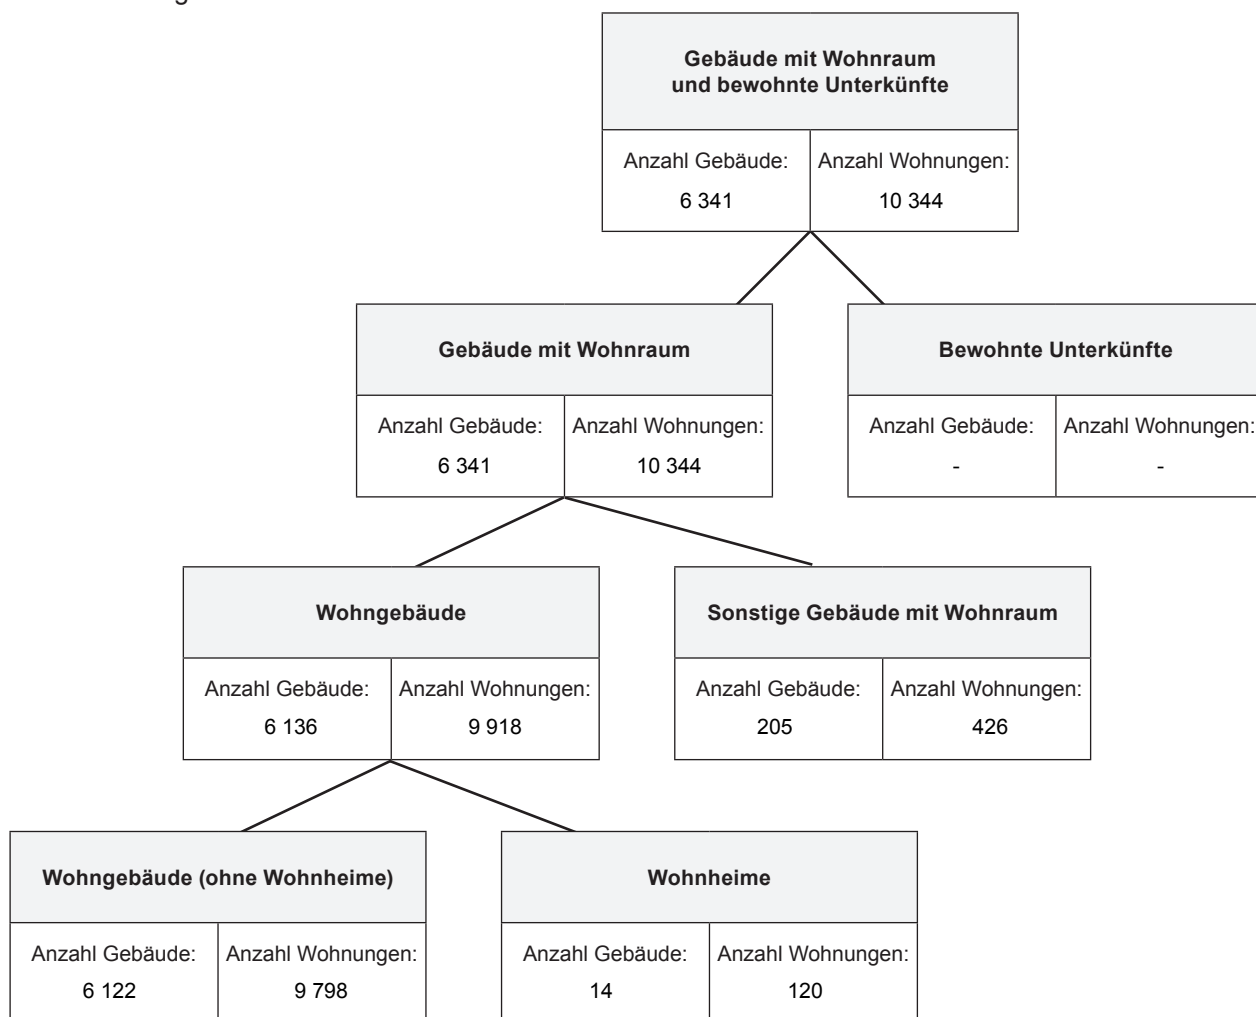 g
Gebäude mit Wohnraum
und bewohnte Unterkünfte
Anzahl Gebäude:
Anzahl Wohnungen:
6 341
10 344
Gebäude mit Wohnraum
Bewohnte Unterkünfte
Anzahl Gebäude:
Anzahl Wohnungen:
6 341
10 344
Anzahl Gebäude:
Anzahl Wohnungen:
-
-
Wohngebäude
Sonstige Gebäude mit Wohnraum
Anzahl Gebäude:
Anzahl Wohnungen:
6 136
9 918
Anzahl Gebäude:
Anzahl Wohnungen:
205
426
Wohngebäude (ohne Wohnheime)
Wohnheime
Anzahl Gebäude:
Anzahl Wohnungen:
6 122
9 798
Anzahl Gebäude:
Anzahl Wohnungen:
14
120